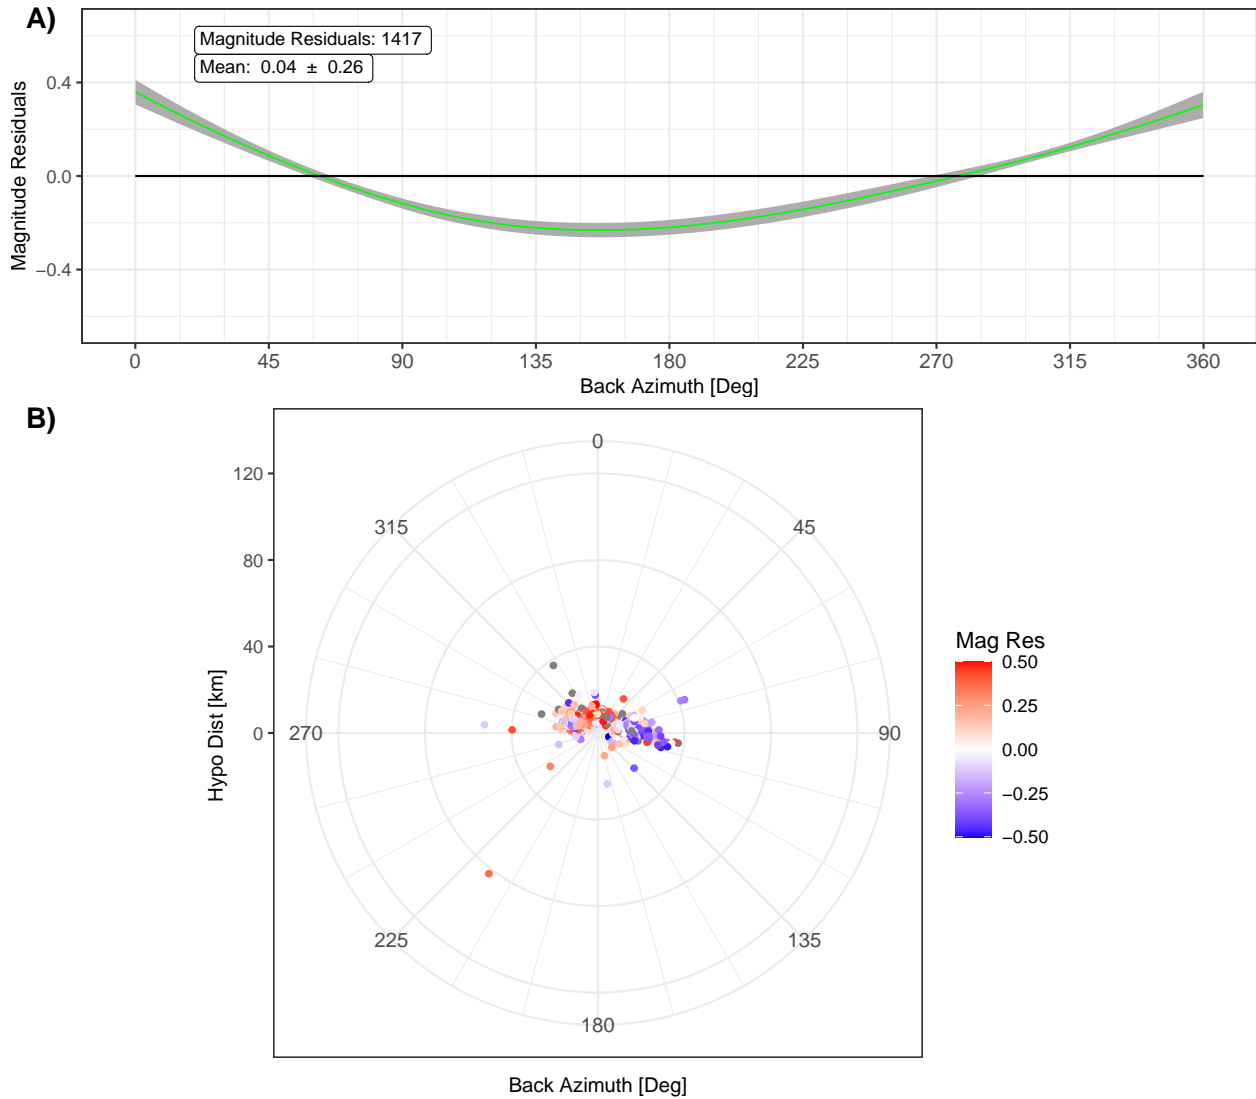 A)
Magnitude Residuals: 1417
Mean:  0.04  ±  0.26
Magnitude Residuals
0.4
0.0
−0.4
0 45 90 135 180 225 270 315 360
Back Azimuth [Deg]
B)
Hypo Dist [km]
120
80
40
0
0
45
90
135
180
225
270
315
Back Azimuth [Deg]
Mag Res
0.50
0.25
0.00
−0.25
−0.50